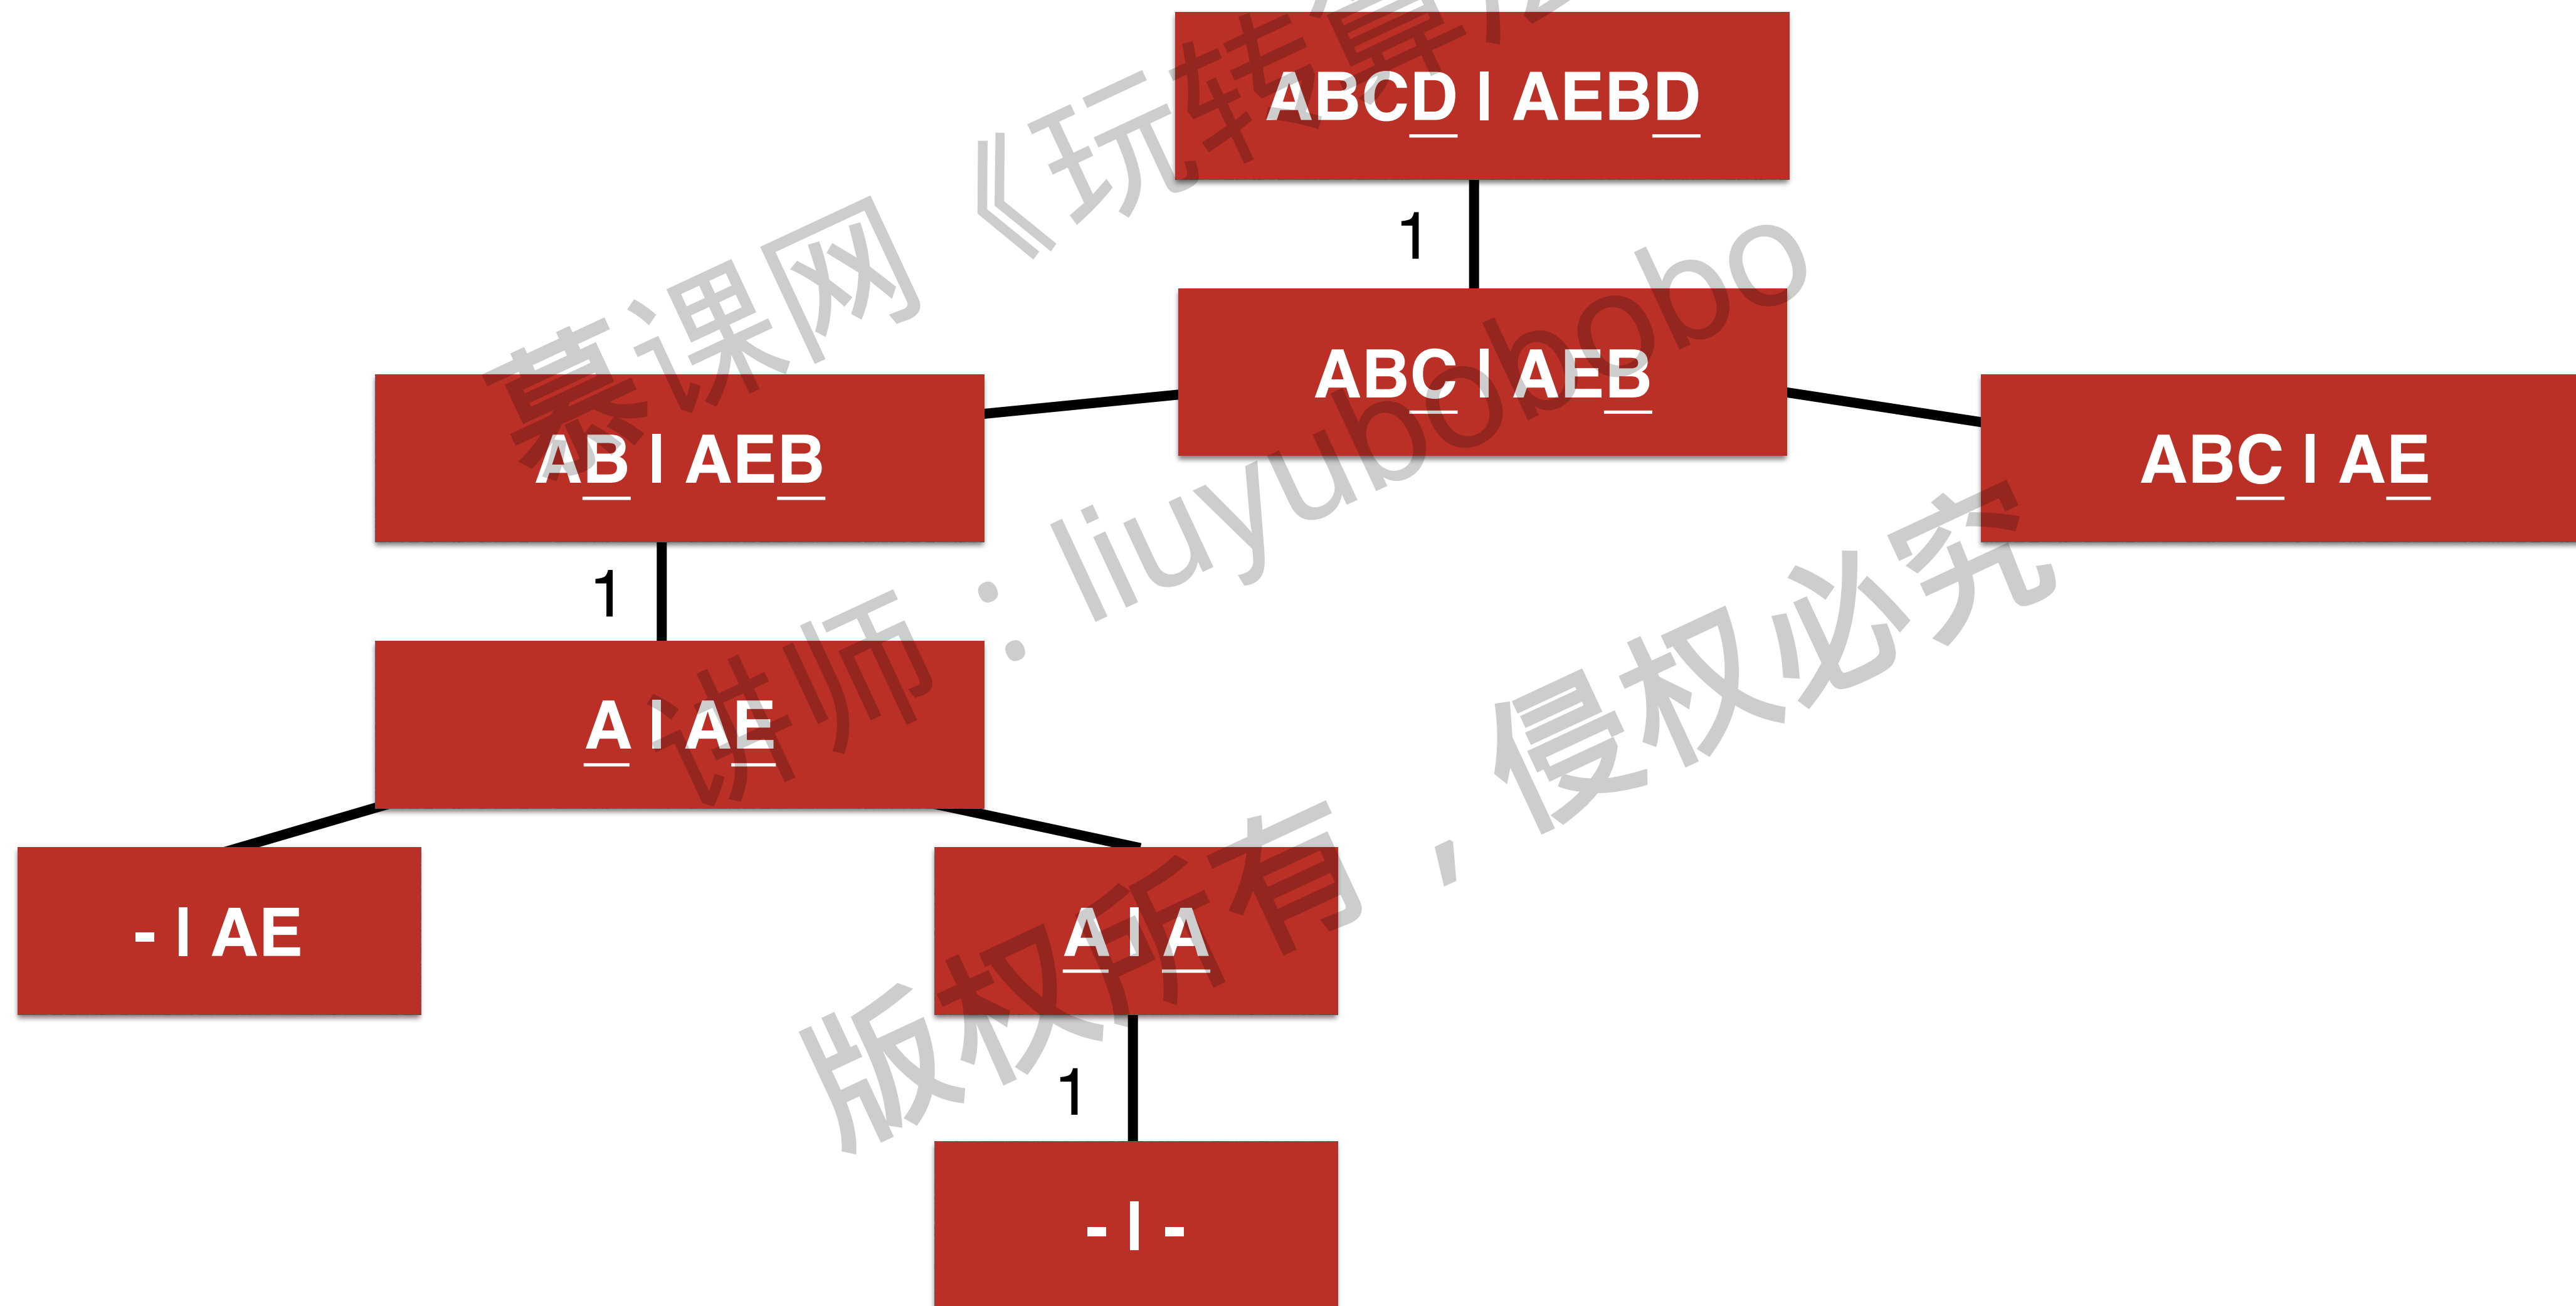 ABCD | AEBD
1
ABC | AEB
AB | AEB
ABC | AE
1
A | AE
- | AE
A | A
1
- | -
慕课网《玩转算法
讲师：liuyubobobo
版权所有，侵权必究